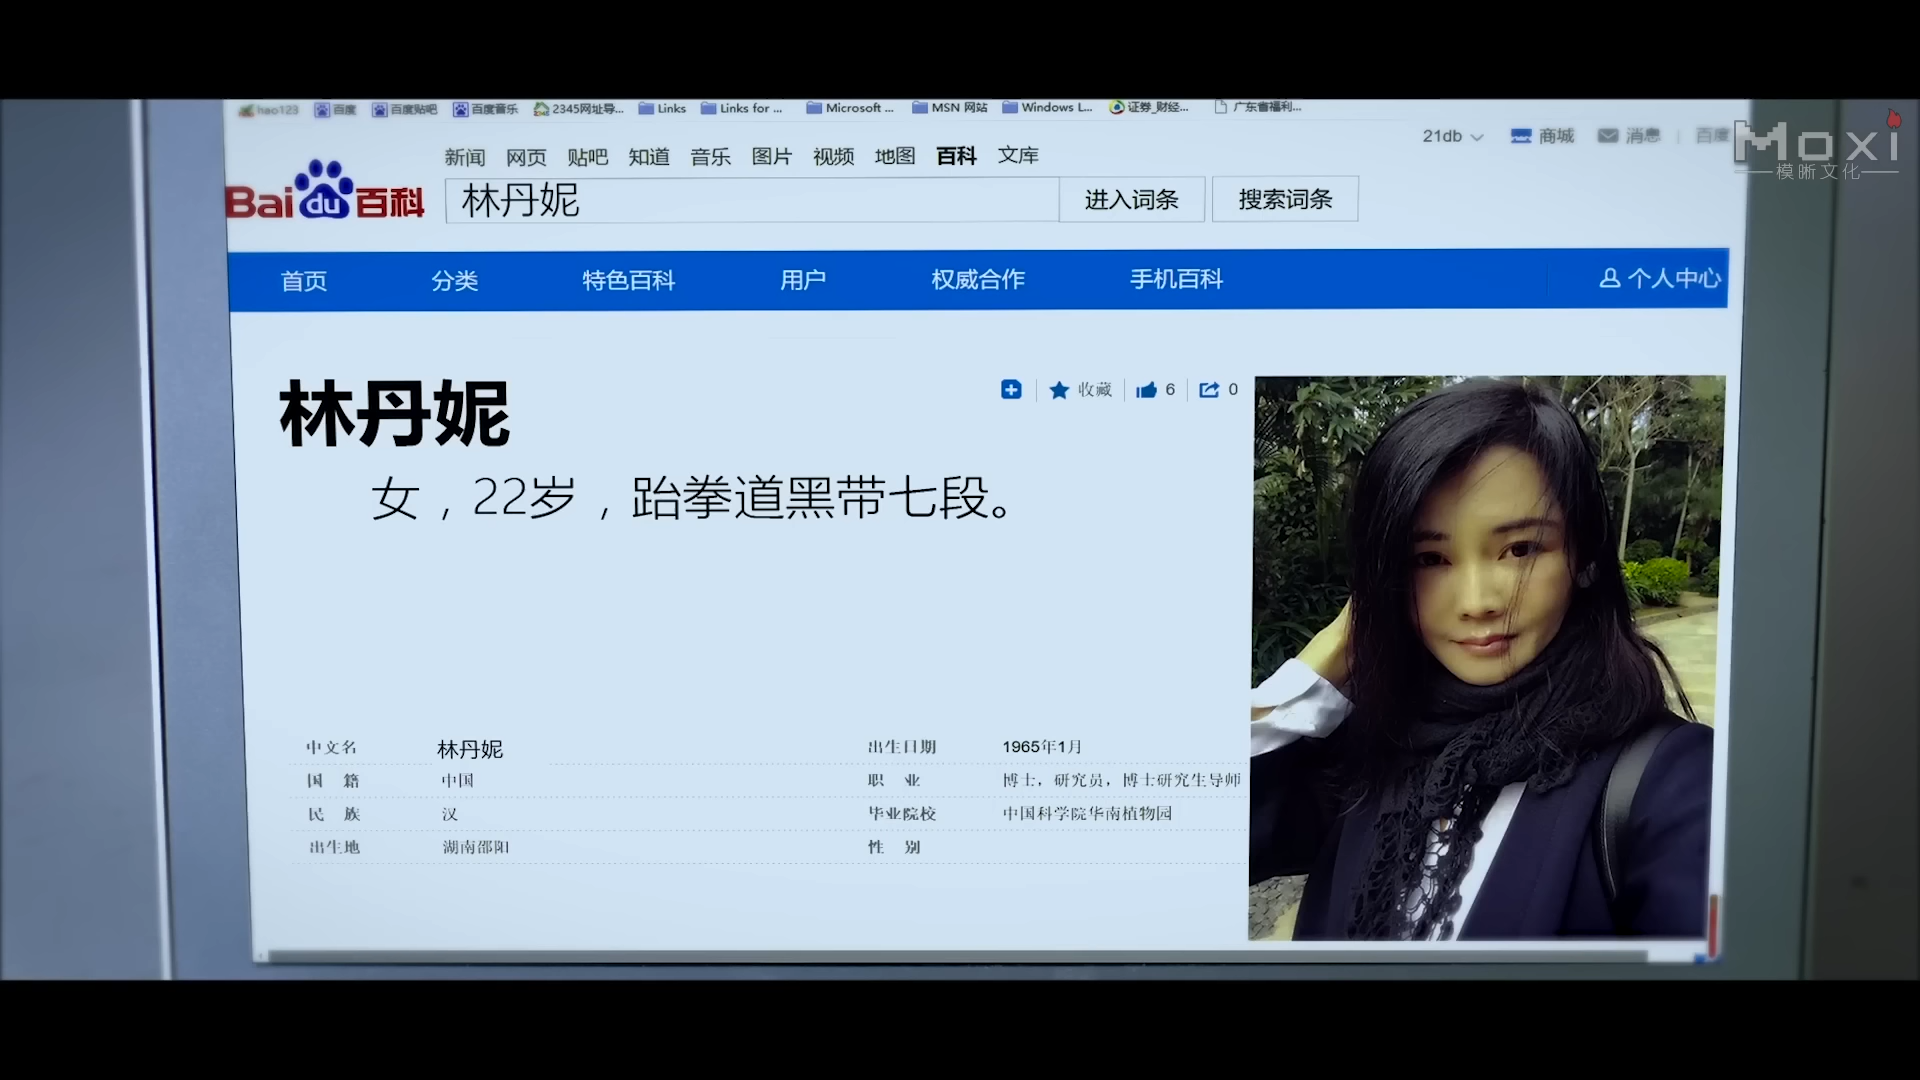 hao123 百度 百度贴吧 百度音乐 2345网址导... Links Links for ... Microsoft ... MSN 网站 Windows L... 证券_财经... 广东省福利...
21db 商城 消息 百度
Moxi
模晰文化
新闻 网页 贴吧 知道 音乐 图片 视频 地图 百科 文库
Bai du 百科 林丹妮 进入词条 搜索词条
首页 分类 特色百科 用户 权威合作 手机百科 个人中心
林丹妮
收藏 6 0
女，22岁，跆拳道黑带七段。
中文名 林丹妮 出生日期 1965年1月
国 籍 中国 职 业 博士，研究员，博士研究生导师
民 族 汉 毕业院校 中国科学院华南植物园
出生地 湖南邵阳 性 别